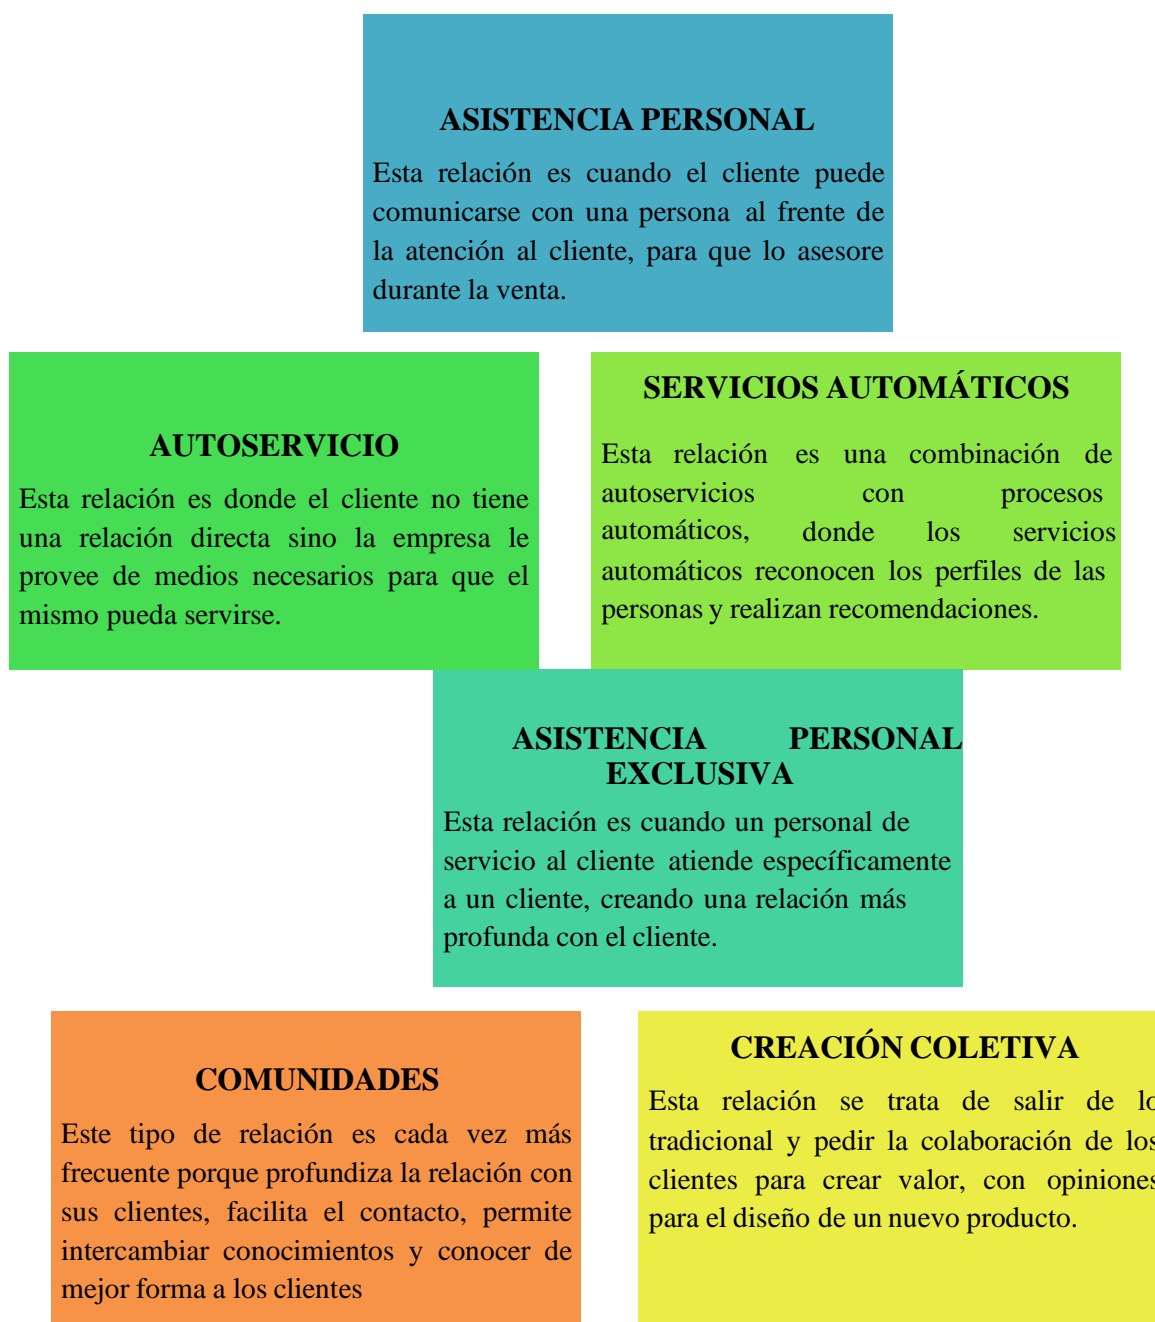 ASISTENCIA PERSONAL
Esta relación es cuando el cliente puede
comunicarse con una persona al frente de
la atención al cliente, para que lo asesore
durante la venta.
AUTOSERVICIO
Esta relación es donde el cliente no tiene
una relación directa sino la empresa le
provee de medios necesarios para que el
mismo pueda servirse.
SERVICIOS AUTOMÁTICOS
Esta relación es una combinación de
autoservicios con procesos
automáticos, donde los servicios
automáticos reconocen los perfiles de las
personas y realizan recomendaciones.
ASISTENCIA PERSONAL
EXCLUSIVA
Esta relación es cuando un personal de
servicio al cliente atiende específicamente
a un cliente, creando una relación más
profunda con el cliente.
COMUNIDADES
Este tipo de relación es cada vez más
frecuente porque profundiza la relación con
sus clientes, facilita el contacto, permite
intercambiar conocimientos y conocer de
mejor forma a los clientes
CREACIÓN COLETIVA
Esta relación se trata de salir de lo
tradicional y pedir la colaboración de los
clientes para crear valor, con opiniones
para el diseño de un nuevo producto.